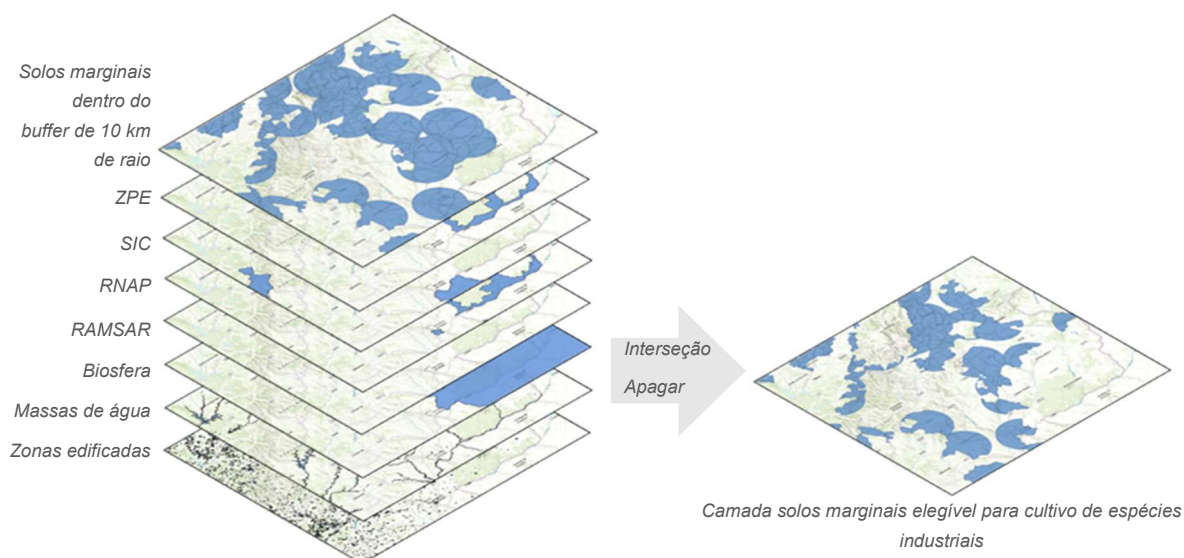 Solos marginais
dentro do
buffer de 10 km
de raio
ZPE
SIC
RNAP
RAMSAR
Biosfera
Massas de água
Zonas edificadas
Interseção
Apagar
Camada solos marginais elegível para cultivo de espécies
industriais